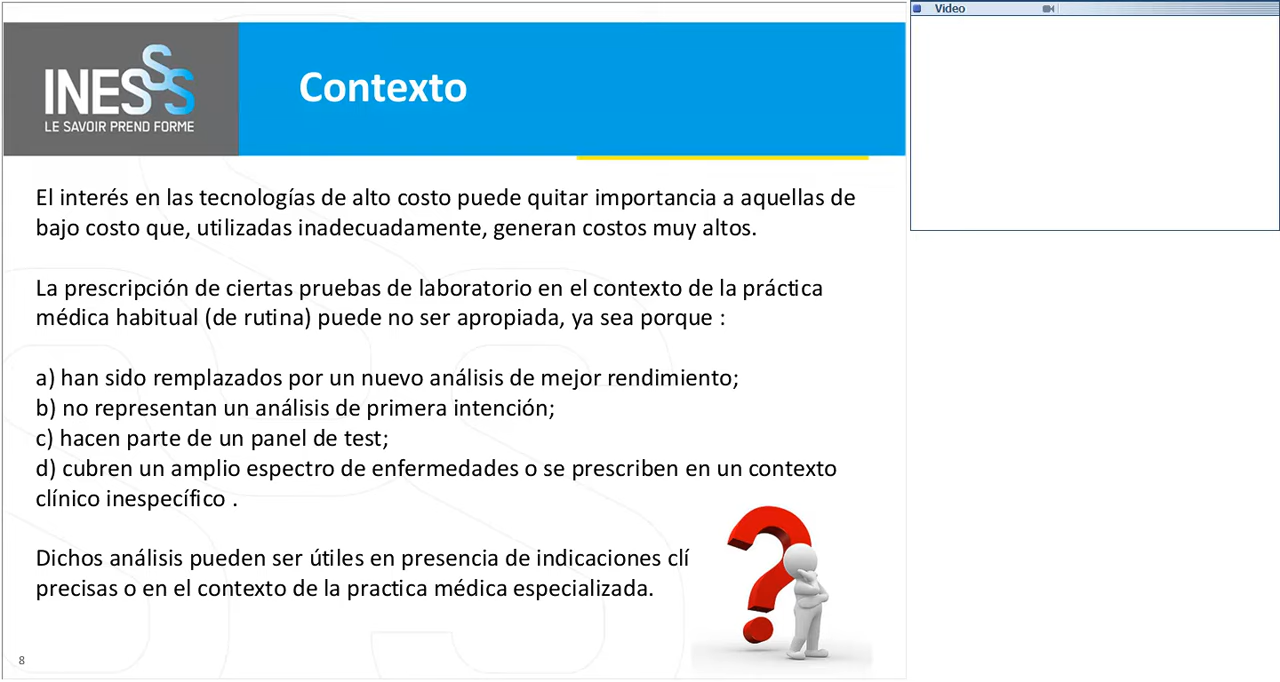 INESSS
LE SAVOIR PREND FORME
Contexto
Video
El interés en las tecnologías de alto costo puede quitar importancia a aquellas de
bajo costo que, utilizadas inadecuadamente, generan costos muy altos.
La prescripción de ciertas pruebas de laboratorio en el contexto de la práctica
médica habitual (de rutina) puede no ser apropiada, ya sea porque :
a) han sido remplazados por un nuevo análisis de mejor rendimiento;
b) no representan un análisis de primera intención;
c) hacen parte de un panel de test;
d) cubren un amplio espectro de enfermedades o se prescriben en un contexto
clínico inespecífico .
Dichos análisis pueden ser útiles en presencia de indicaciones clí
precisas o en el contexto de la practica médica especializada.
8